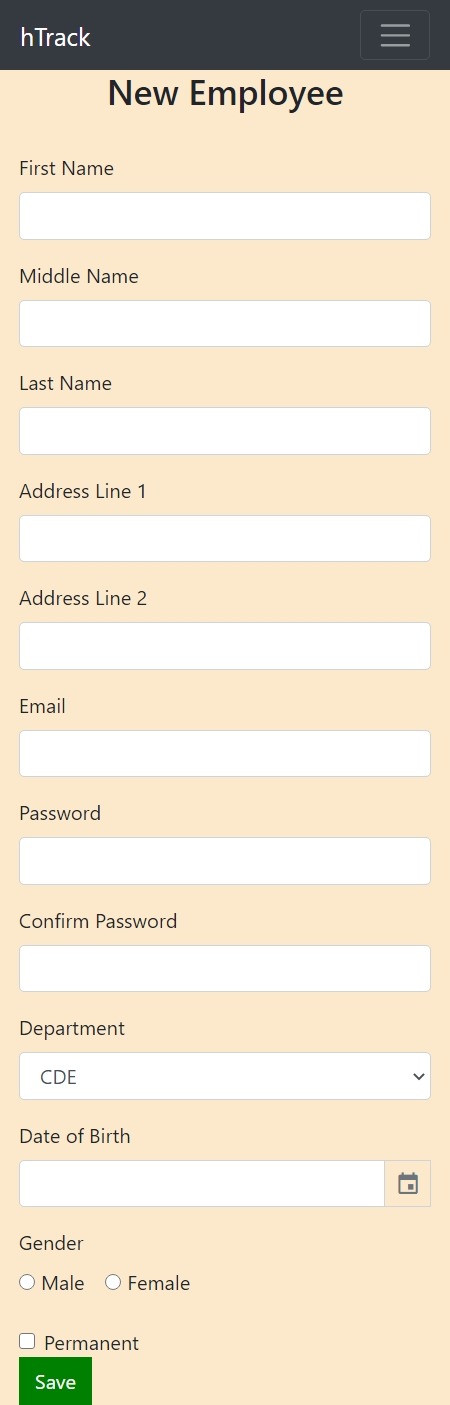 hTrack
New Employee
First Name
Middle Name
Last Name
Address Line 1
Address Line 2
Email
Password
Confirm Password
Department
CDE
Date of Birth
Gender
Male Female
Permanent
Save